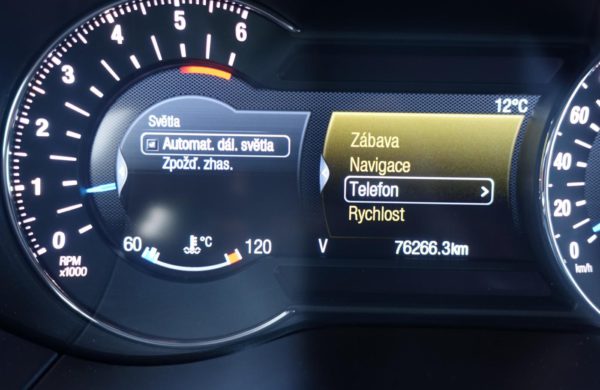 6
5
4
3
2
1
0
RPM
x1000
Světla
Automat. dál. světla
Zpožď. zhas.
60
°C
120
12°C
Zábava
Navigace
Telefon >
Rychlost
V
76266.3km
60
40
20
0
km/h